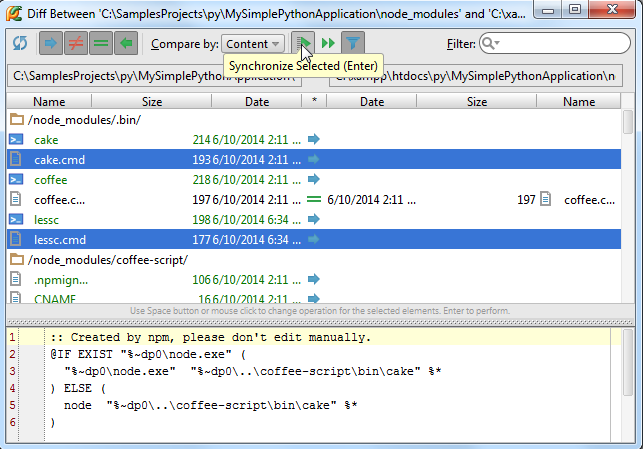 Diff Between 'C:\SamplesProjects\py\MySimplePythonApplication\node_modules' and 'C:\xa...
Compare by: Content Filter:
Synchronize Selected (Enter)
C:\SamplesProjects\py\MySimplePythonApplication\ C:\xampp\htdocs\py\MySimplePythonApplication\n
Name Size Date * Date Size Name
/node_modules/.bin/
cake 214 6/10/2014 2:11 ...
cake.cmd 193 6/10/2014 2:11 ...
coffee 218 6/10/2014 2:11 ...
coffee.c... 197 6/10/2014 2:11 ... 6/10/2014 2:11 ... 197 coffee.c...
lessc 198 6/10/2014 6:34 ...
lessc.cmd 177 6/10/2014 6:34 ...
/node_modules/coffee-script/
.npmign... 106 6/10/2014 2:11 ...
CNAME 16 6/10/2014 2:11 ...
Use Space button or mouse click to change operation for the selected elements. Enter to perform.
1 :: Created by npm, please don't edit manually.
2 @IF EXIST "%~dp0\node.exe" (
3 "%~dp0\node.exe" "%~dp0\..\coffee-script\bin\cake" %*
4 ) ELSE (
5 node "%~dp0\..\coffee-script\bin\cake" %*
6 )